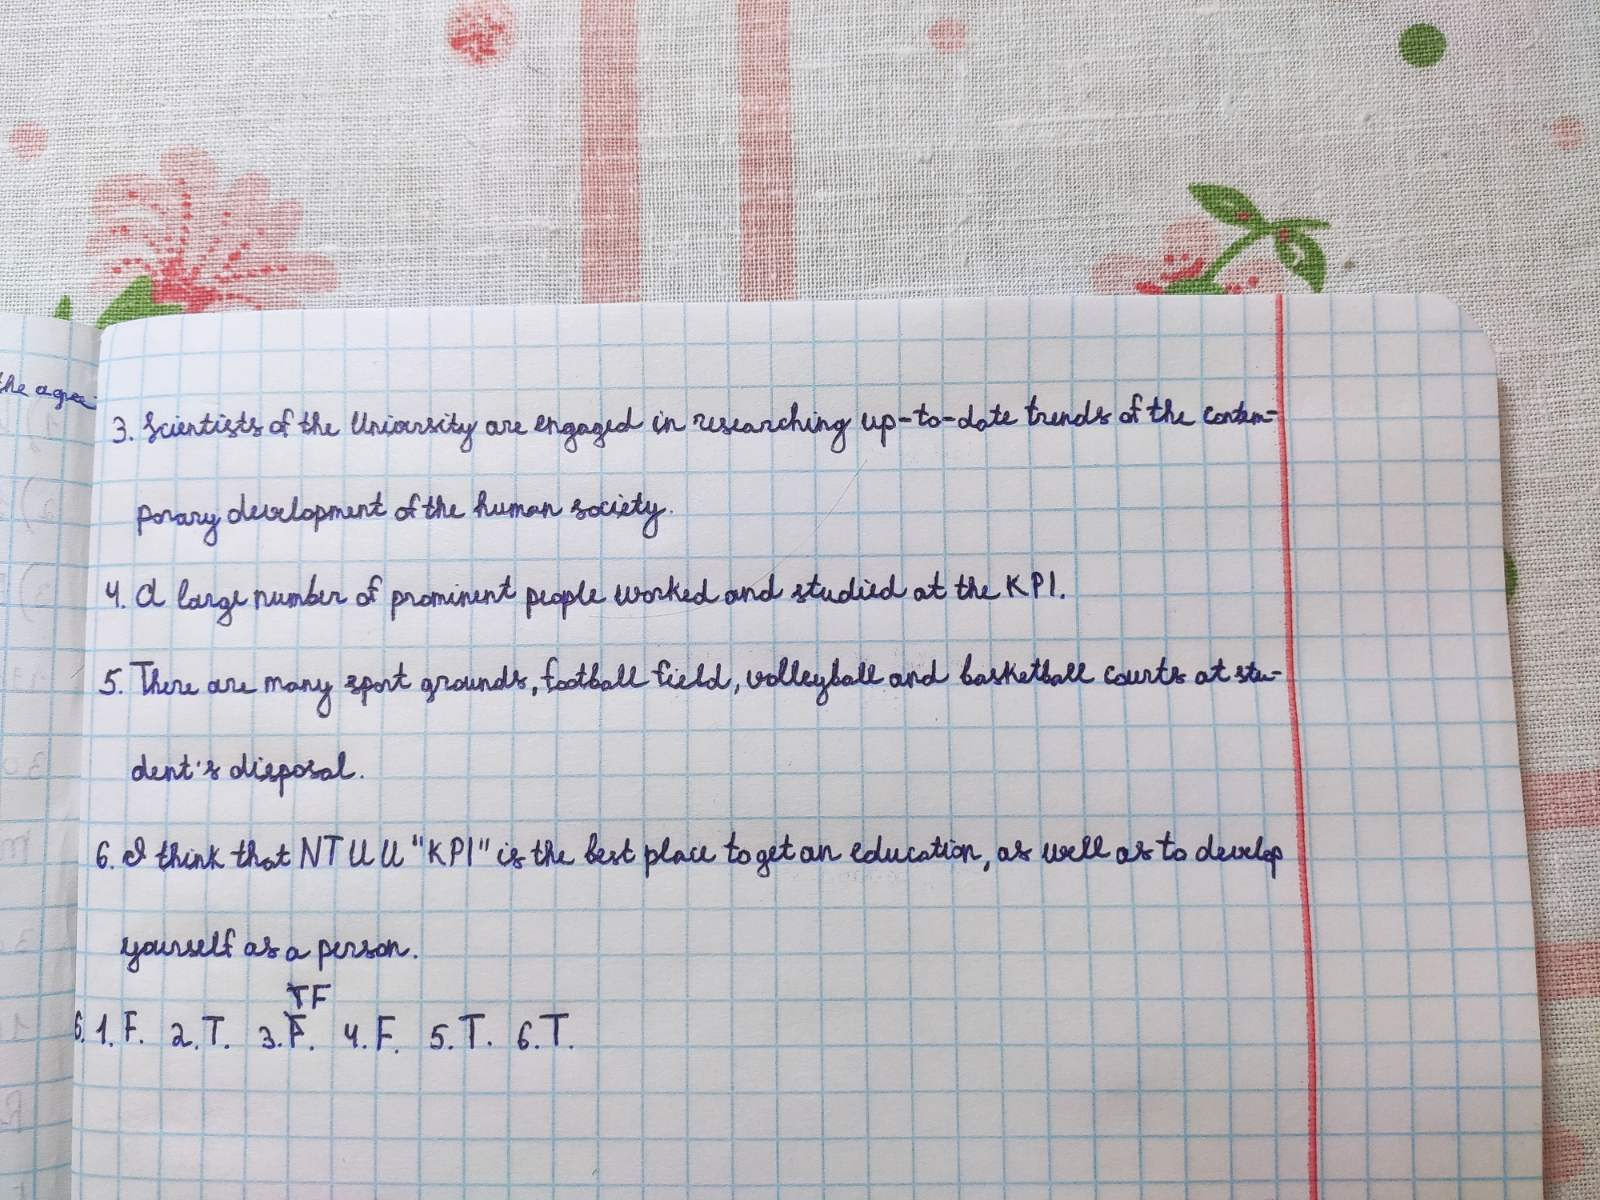 the agree-
3. Scientists of the University are engaged in researching up-to-date trends of the contem-
porary development of the human society.
4. A large number of prominent people worked and studied at the KPI.
5. There are many sport grounds, football field, volleyball and basketball courts at stu-
dent's disposal.
6. I think that NTUU "KPI" is the best place to get an education, as well as to develop
yourself as a person.
TF
6. 1. F. 2. T. 3. F. 4. F. 5. T. 6. T.